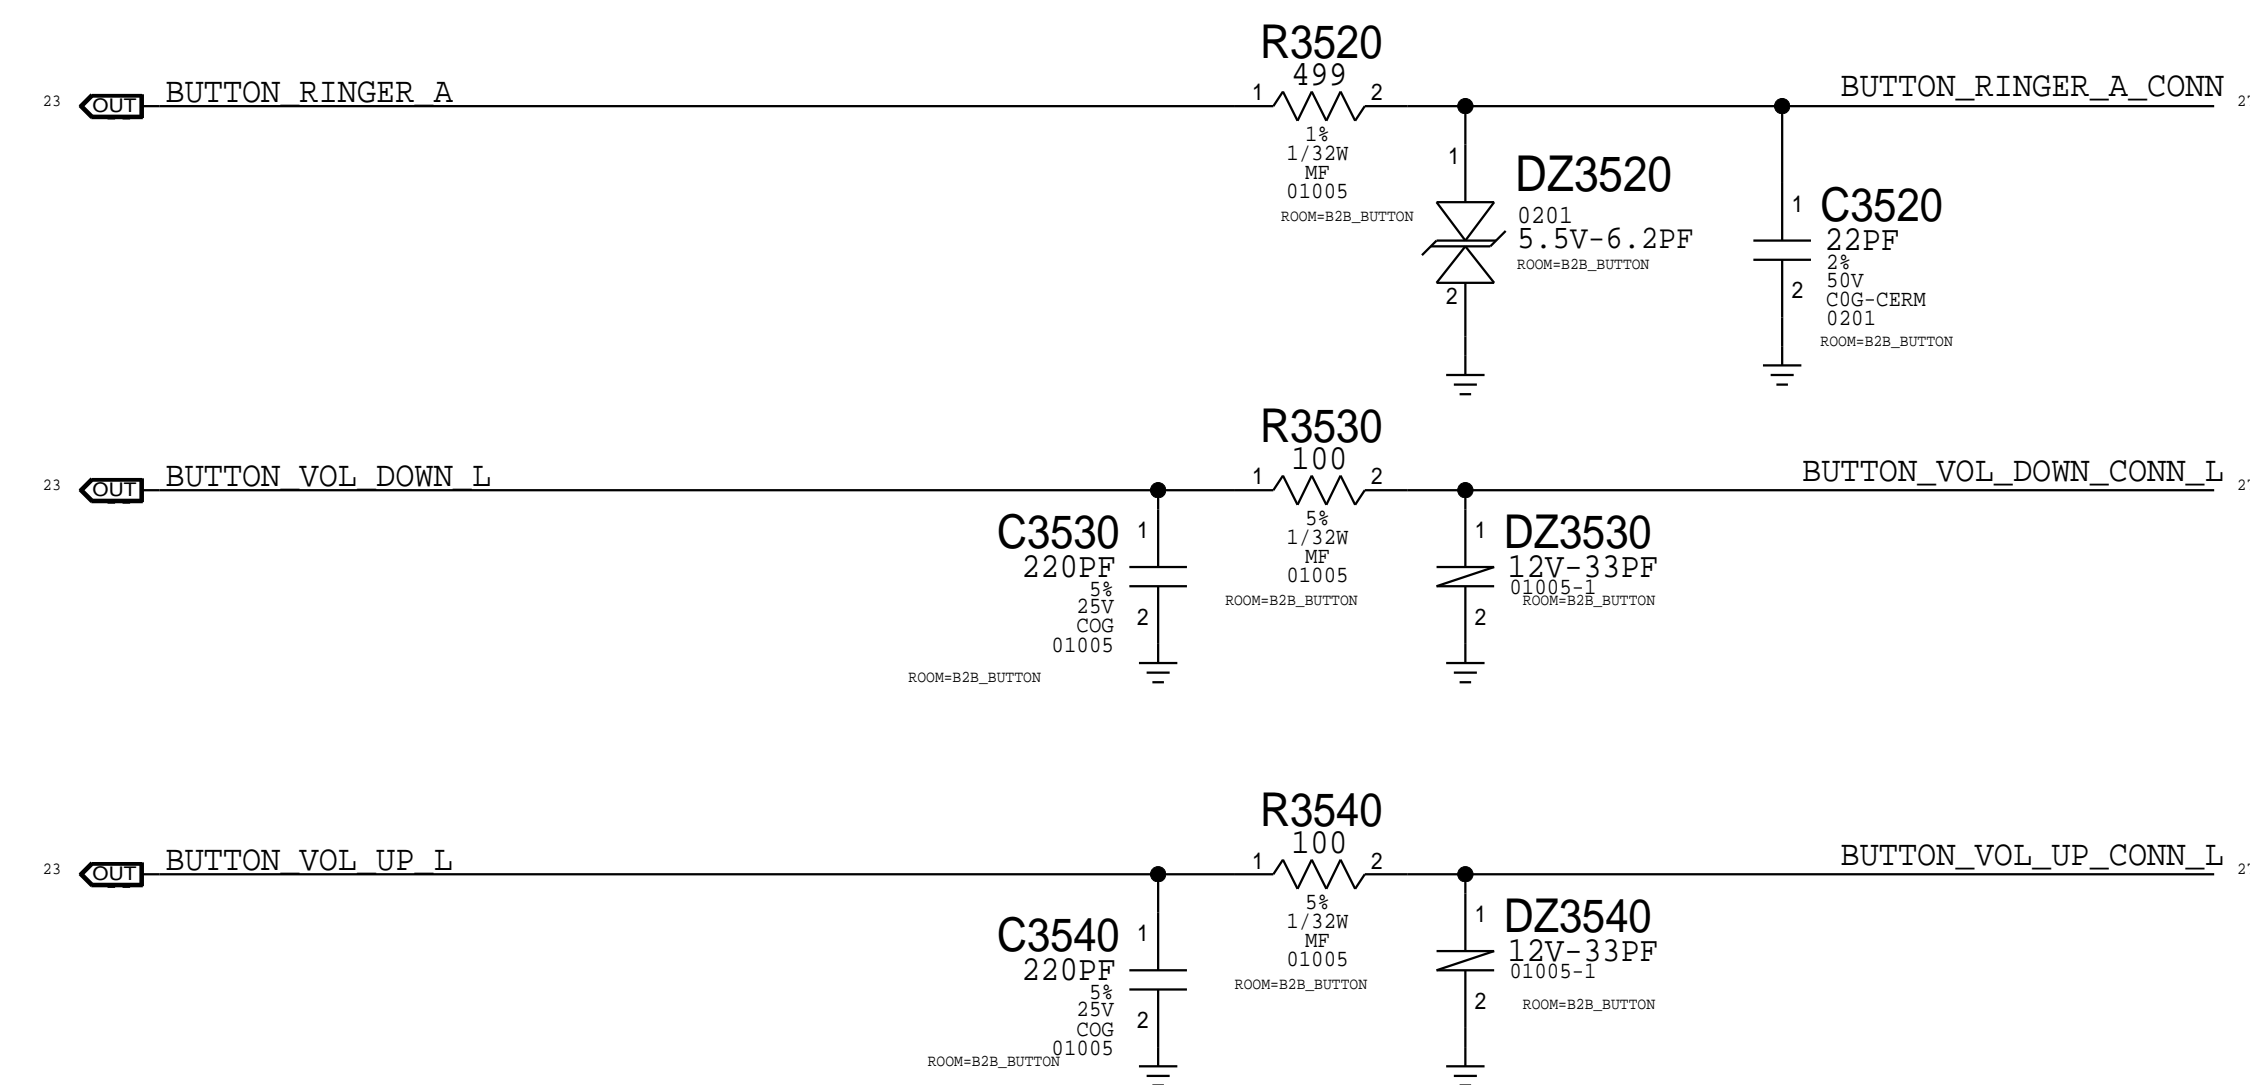 R3520
499
23 OUT BUTTON_RINGER_A 1 2 BUTTON_RINGER_A_CONN
1%
1/32W
MF
01005
ROOM=B2B_BUTTON
1
DZ3520
0201
5.5V-6.2PF
ROOM=B2B_BUTTON
2
1
C3520
22PF
2%
50V
C0G-CERM
0201
2
ROOM=B2B_BUTTON
R3530
100
23 OUT BUTTON_VOL_DOWN_L 1 2 BUTTON_VOL_DOWN_CONN_L
5%
1/32W
MF
01005
ROOM=B2B_BUTTON
C3530 1
220PF
5%
25V
COG
01005
2
ROOM=B2B_BUTTON
1 DZ3530
12V-33PF
01005-1
ROOM=B2B_BUTTON
2
R3540
100
23 OUT BUTTON_VOL_UP_L 1 2 BUTTON_VOL_UP_CONN_L
5%
1/32W
MF
01005
ROOM=B2B_BUTTON
C3540 1
220PF
5%
25V
COG
01005
2
ROOM=B2B_BUTTON
1 DZ3540
12V-33PF
01005-1
2 ROOM=B2B_BUTTON